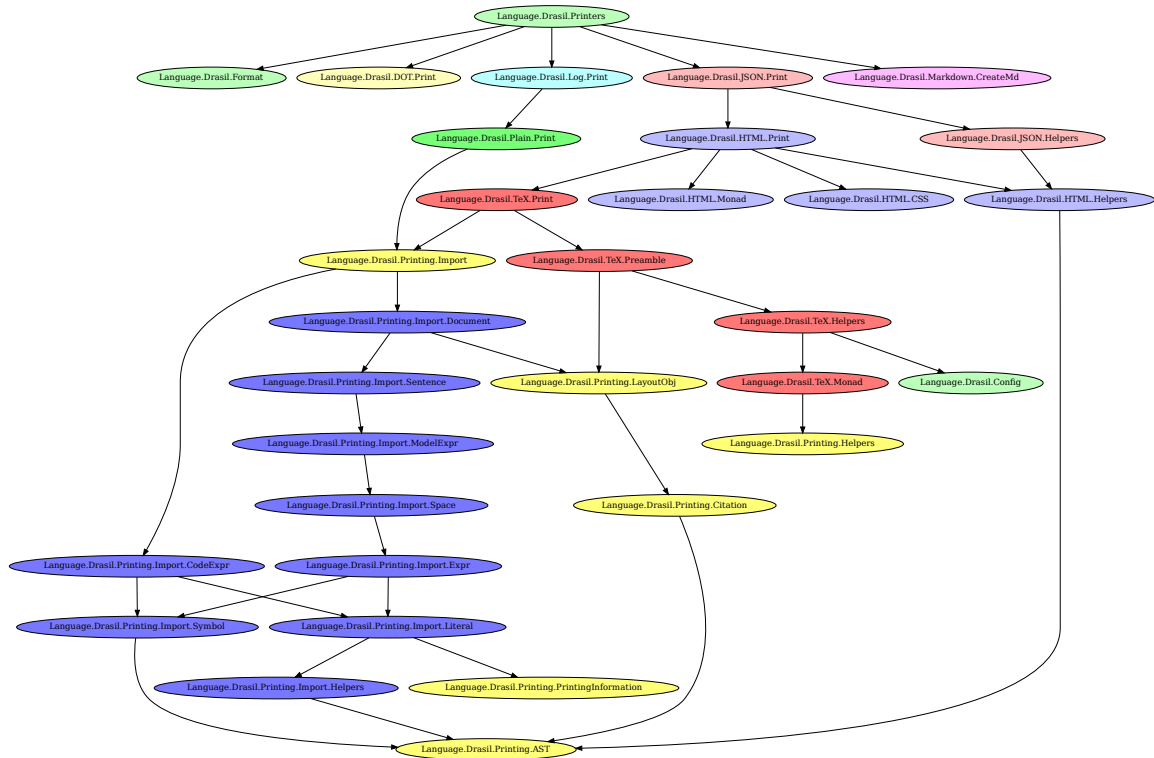 Language.Drasil.Printers
Language.Drasil.Format
Language.Drasil.DOT.Print
Language.Drasil.Log.Print
Language.Drasil.JSON.Print
Language.Drasil.Markdown.CreateMd
Language.Drasil.Plain.Print
Language.Drasil.HTML.Print
Language.Drasil.JSON.Helpers
Language.Drasil.TeX.Print
Language.Drasil.HTML.Monad
Language.Drasil.HTML.CSS
Language.Drasil.HTML.Helpers
Language.Drasil.Printing.Import
Language.Drasil.TeX.Preamble
Language.Drasil.Printing.Import.Document
Language.Drasil.TeX.Helpers
Language.Drasil.Printing.Import.Sentence
Language.Drasil.Printing.LayoutObj
Language.Drasil.TeX.Monad
Language.Drasil.Config
Language.Drasil.Printing.Import.ModelExpr
Language.Drasil.Printing.Helpers
Language.Drasil.Printing.Import.Space
Language.Drasil.Printing.Citation
Language.Drasil.Printing.Import.CodeExpr
Language.Drasil.Printing.Import.Expr
Language.Drasil.Printing.Import.Symbol
Language.Drasil.Printing.Import.Literal
Language.Drasil.Printing.Import.Helpers
Language.Drasil.Printing.PrintingInformation
Language.Drasil.Printing.AST